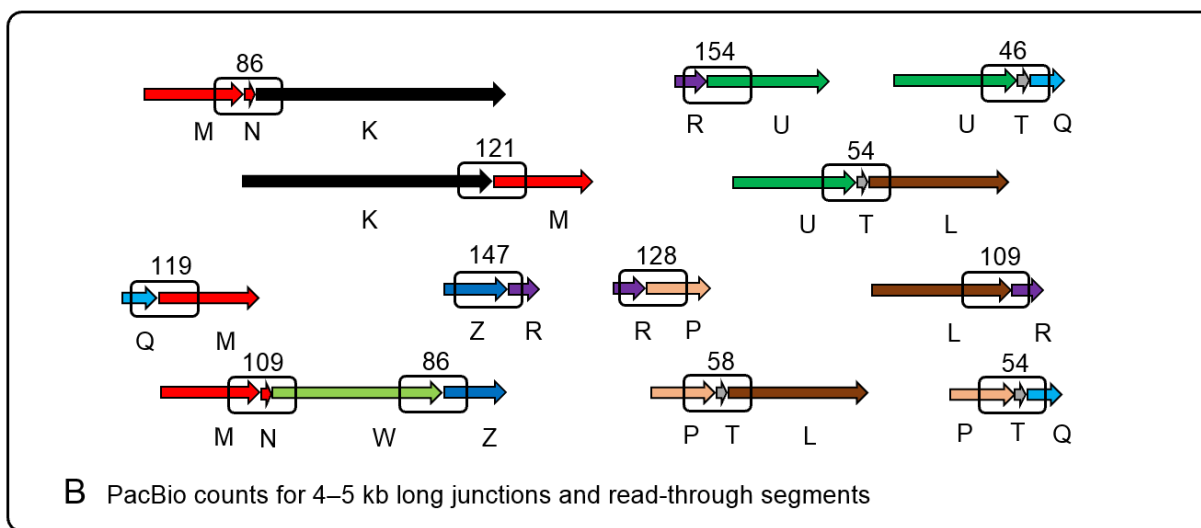 86
M N K
154
R U
46
U T Q
121
K M
54
U T L
119
Q M
147
Z R
128
R P
109
L R
109 86
M N W Z
58
P T L
54
P T Q
B PacBio counts for 4–5 kb long junctions and read-through segments